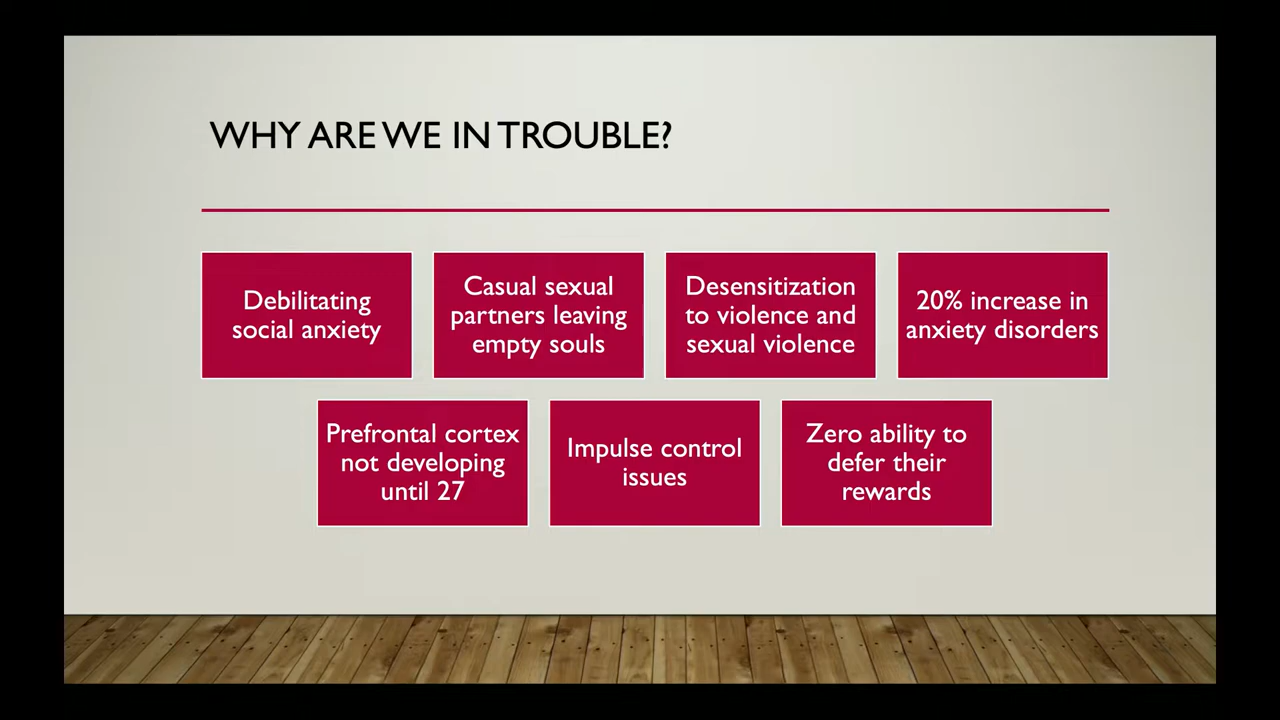 WHY ARE WE IN TROUBLE?
Debilitating
social anxiety
Casual sexual
partners leaving
empty souls
Desensitization
to violence and
sexual violence
20% increase in
anxiety disorders
Prefrontal cortex
not developing
until 27
Impulse control
issues
Zero ability to
defer their
rewards